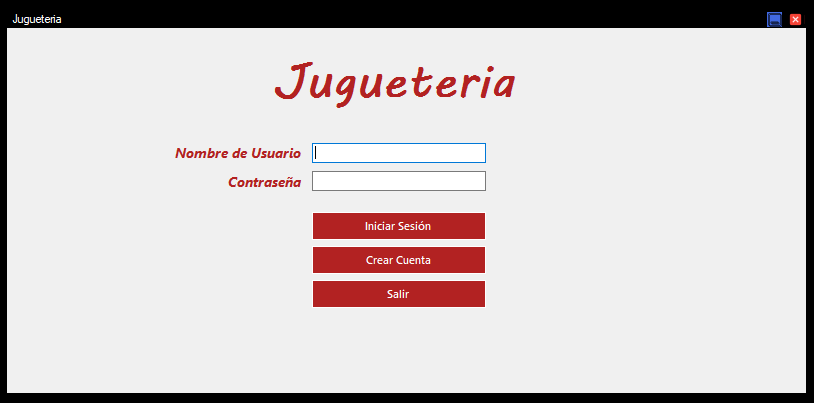 Jugueteria
Jugueteria
Nombre de Usuario
Contraseña
Iniciar Sesión
Crear Cuenta
Salir